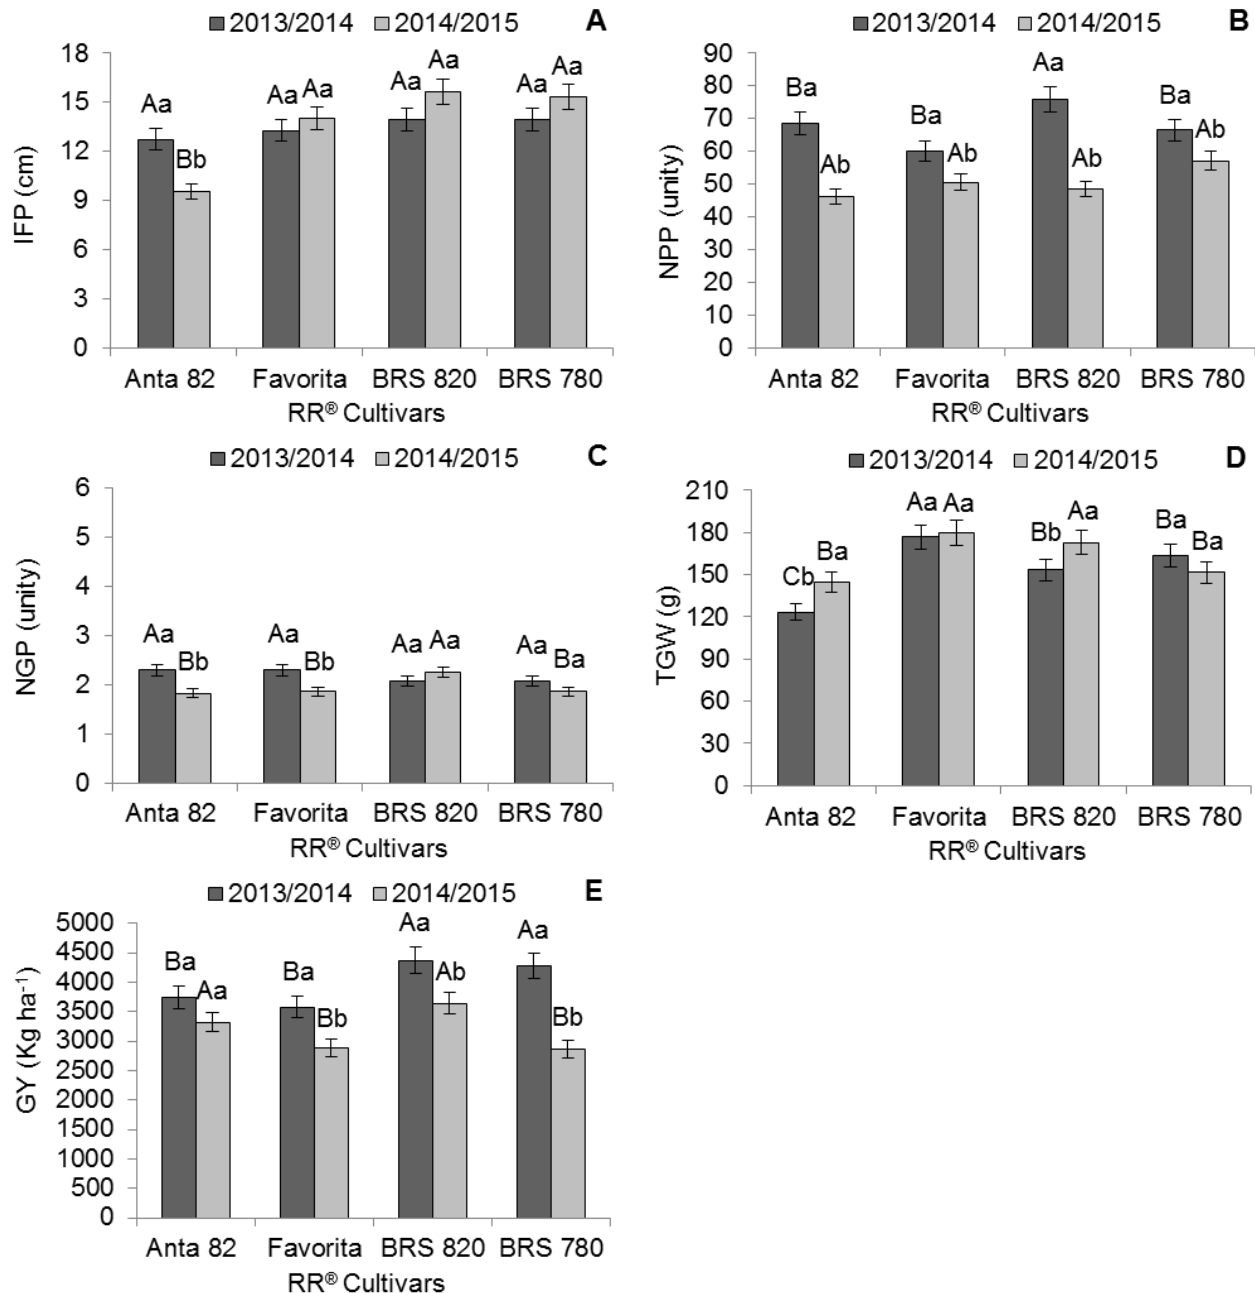 2013/2014 2014/2015 A
18
15
12
9
6
3
0
IFP (cm)
Aa Bb Aa Aa Aa Aa Aa Aa
Anta 82 Favorita BRS 820 BRS 780
RR® Cultivars
2013/2014 2014/2015 B
90
80
70
60
50
40
30
20
10
0
NPP (unity)
Ba Ab Ba Ab Aa Ab Ba Ab
Anta 82 Favorita BRS 820 BRS 780
RR® Cultivars
2013/2014 2014/2015 C
6
5
4
3
2
1
0
NGP (unity)
Aa Bb Aa Bb Aa Aa Aa Ba
Anta 82 Favorita BRS 820 BRS 780
RR® Cultivars
2013/2014 2014/2015 D
210
180
150
120
90
60
30
0
TGW (g)
Cb Ba Aa Aa Bb Aa Ba Ba
Anta 82 Favorita BRS 820 BRS 780
RR® Cultivars
2013/2014 2014/2015 E
5000
4500
4000
3500
3000
2500
2000
1500
1000
500
0
GY (Kg ha⁻¹)
Ba Aa Ba Bb Aa Ab Aa Bb
Anta 82 Favorita BRS 820 BRS 780
RR® Cultivars